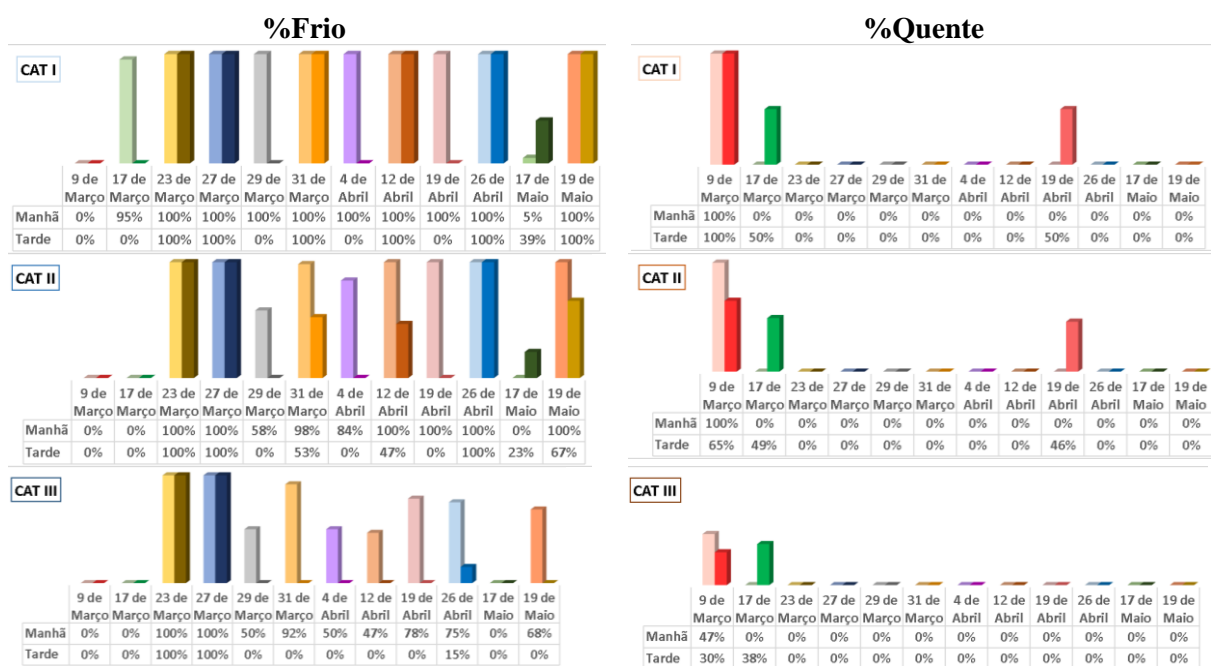 %Frio
CAT I
9 de 17 de 23 de 27 de 29 de 31 de 4 de 12 de 19 de 26 de 17 de 19 de
Março Março Março Março Março Março Abril Abril Abril Abril Maio Maio
Manhã 0% 95% 100% 100% 100% 100% 100% 100% 100% 100% 5% 100%
Tarde 0% 0% 100% 100% 0% 100% 0% 100% 0% 100% 39% 100%
CAT II
9 de 17 de 23 de 27 de 29 de 31 de 4 de 12 de 19 de 26 de 17 de 19 de
Março Março Março Março Março Março Abril Abril Abril Abril Maio Maio
Manhã 0% 0% 100% 100% 58% 98% 84% 100% 100% 100% 0% 100%
Tarde 0% 0% 100% 100% 0% 53% 0% 47% 0% 100% 23% 67%
CAT III
9 de 17 de 23 de 27 de 29 de 31 de 4 de 12 de 19 de 26 de 17 de 19 de
Março Março Março Março Março Março Abril Abril Abril Abril Maio Maio
Manhã 0% 0% 100% 100% 50% 92% 50% 47% 78% 75% 0% 68%
Tarde 0% 0% 100% 100% 0% 0% 0% 0% 0% 15% 0% 0%
%Quente
CAT I
9 de 17 de 23 de 27 de 29 de 31 de 4 de 12 de 19 de 26 de 17 de 19 de
Março Março Março Março Março Março Abril Abril Abril Abril Maio Maio
Manhã 100% 0% 0% 0% 0% 0% 0% 0% 0% 0% 0% 0%
Tarde 100% 50% 0% 0% 0% 0% 0% 0% 50% 0% 0% 0%
CAT II
9 de 17 de 23 de 27 de 29 de 31 de 4 de 12 de 19 de 26 de 17 de 19 de
Março Março Março Março Março Março Abril Abril Abril Abril Maio Maio
Manhã 100% 0% 0% 0% 0% 0% 0% 0% 0% 0% 0% 0%
Tarde 65% 49% 0% 0% 0% 0% 0% 0% 46% 0% 0% 0%
CAT III
9 de 17 de 23 de 27 de 29 de 31 de 4 de 12 de 19 de 26 de 17 de 19 de
Março Março Março Março Março Março Abril Abril Abril Abril Maio Maio
Manhã 47% 0% 0% 0% 0% 0% 0% 0% 0% 0% 0% 0%
Tarde 30% 38% 0% 0% 0% 0% 0% 0% 0% 0% 0% 0%